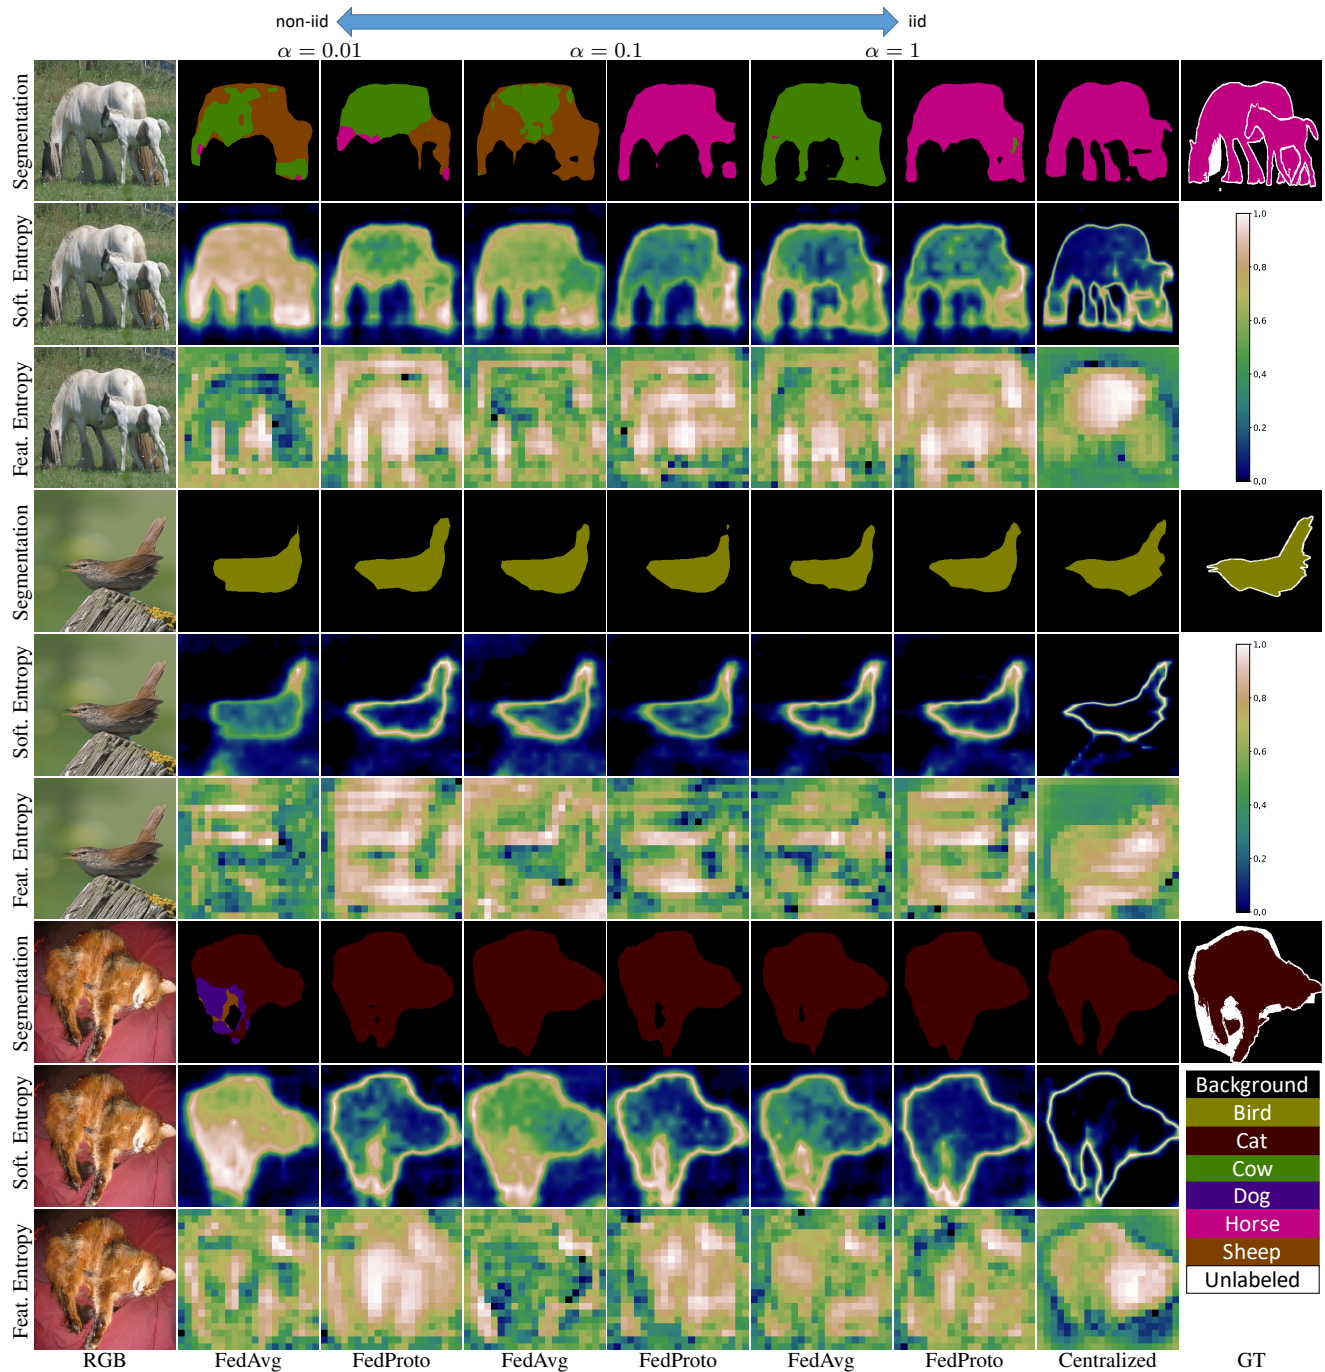 non-iid
iid
α = 0.01
α = 0.1
α = 1
Segmentation
Soft. Entropy
1.0
0.8
0.6
0.4
0.2
0.0
Feat. Entropy
Segmentation
Soft. Entropy
1.0
0.8
0.6
0.4
0.2
0.0
Feat. Entropy
Segmentation
Soft. Entropy
Background
Bird
Cat
Cow
Dog
Horse
Sheep
Unlabeled
Feat. Entropy
RGB
FedAvg
FedProto
FedAvg
FedProto
FedAvg
FedProto
Centralized
GT